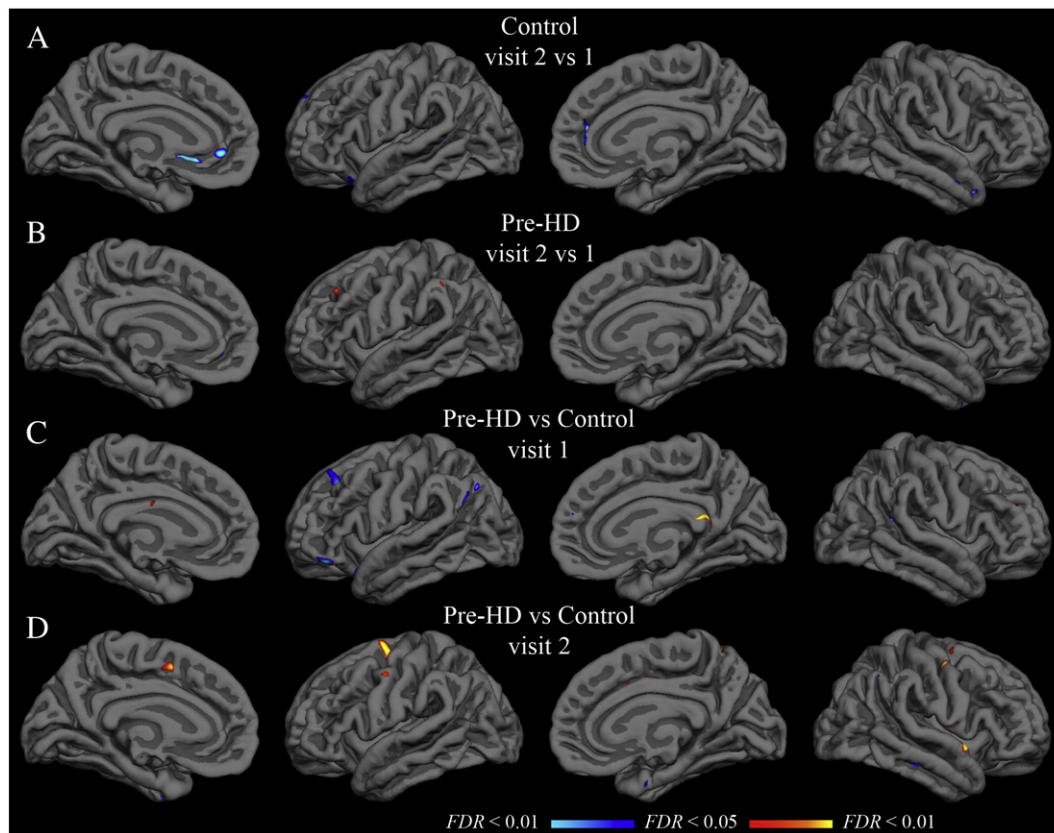 A
Control
visit 2 vs 1
B
Pre-HD
visit 2 vs 1
C
Pre-HD vs Control
visit 1
D
Pre-HD vs Control
visit 2
FDR < 0.01 FDR < 0.05 FDR < 0.01